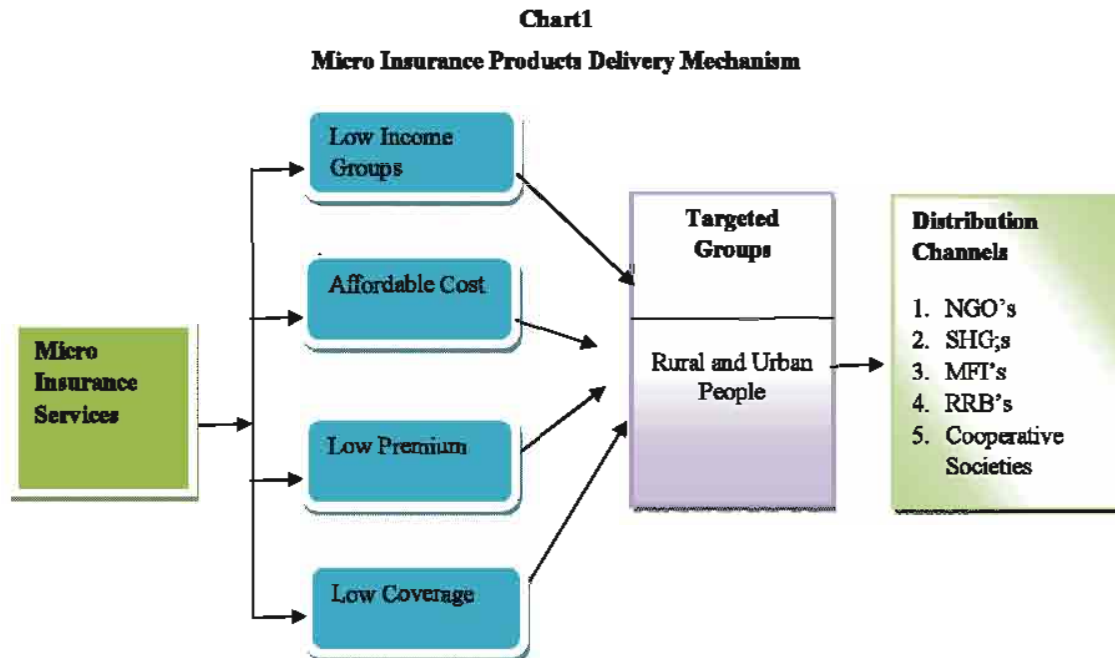 Chart1
Micro Insurance Products Delivery Mechanism
Micro
Insurance
Services
Low Income
Groups
Affordable Cost
Low Premium
Low Coverage
Targeted
Groups
Rural and Urban
People
Distribution
Channels
1. NGO's
2. SHG;s
3. MFI's
4. RRB's
5. Cooperative
Societies